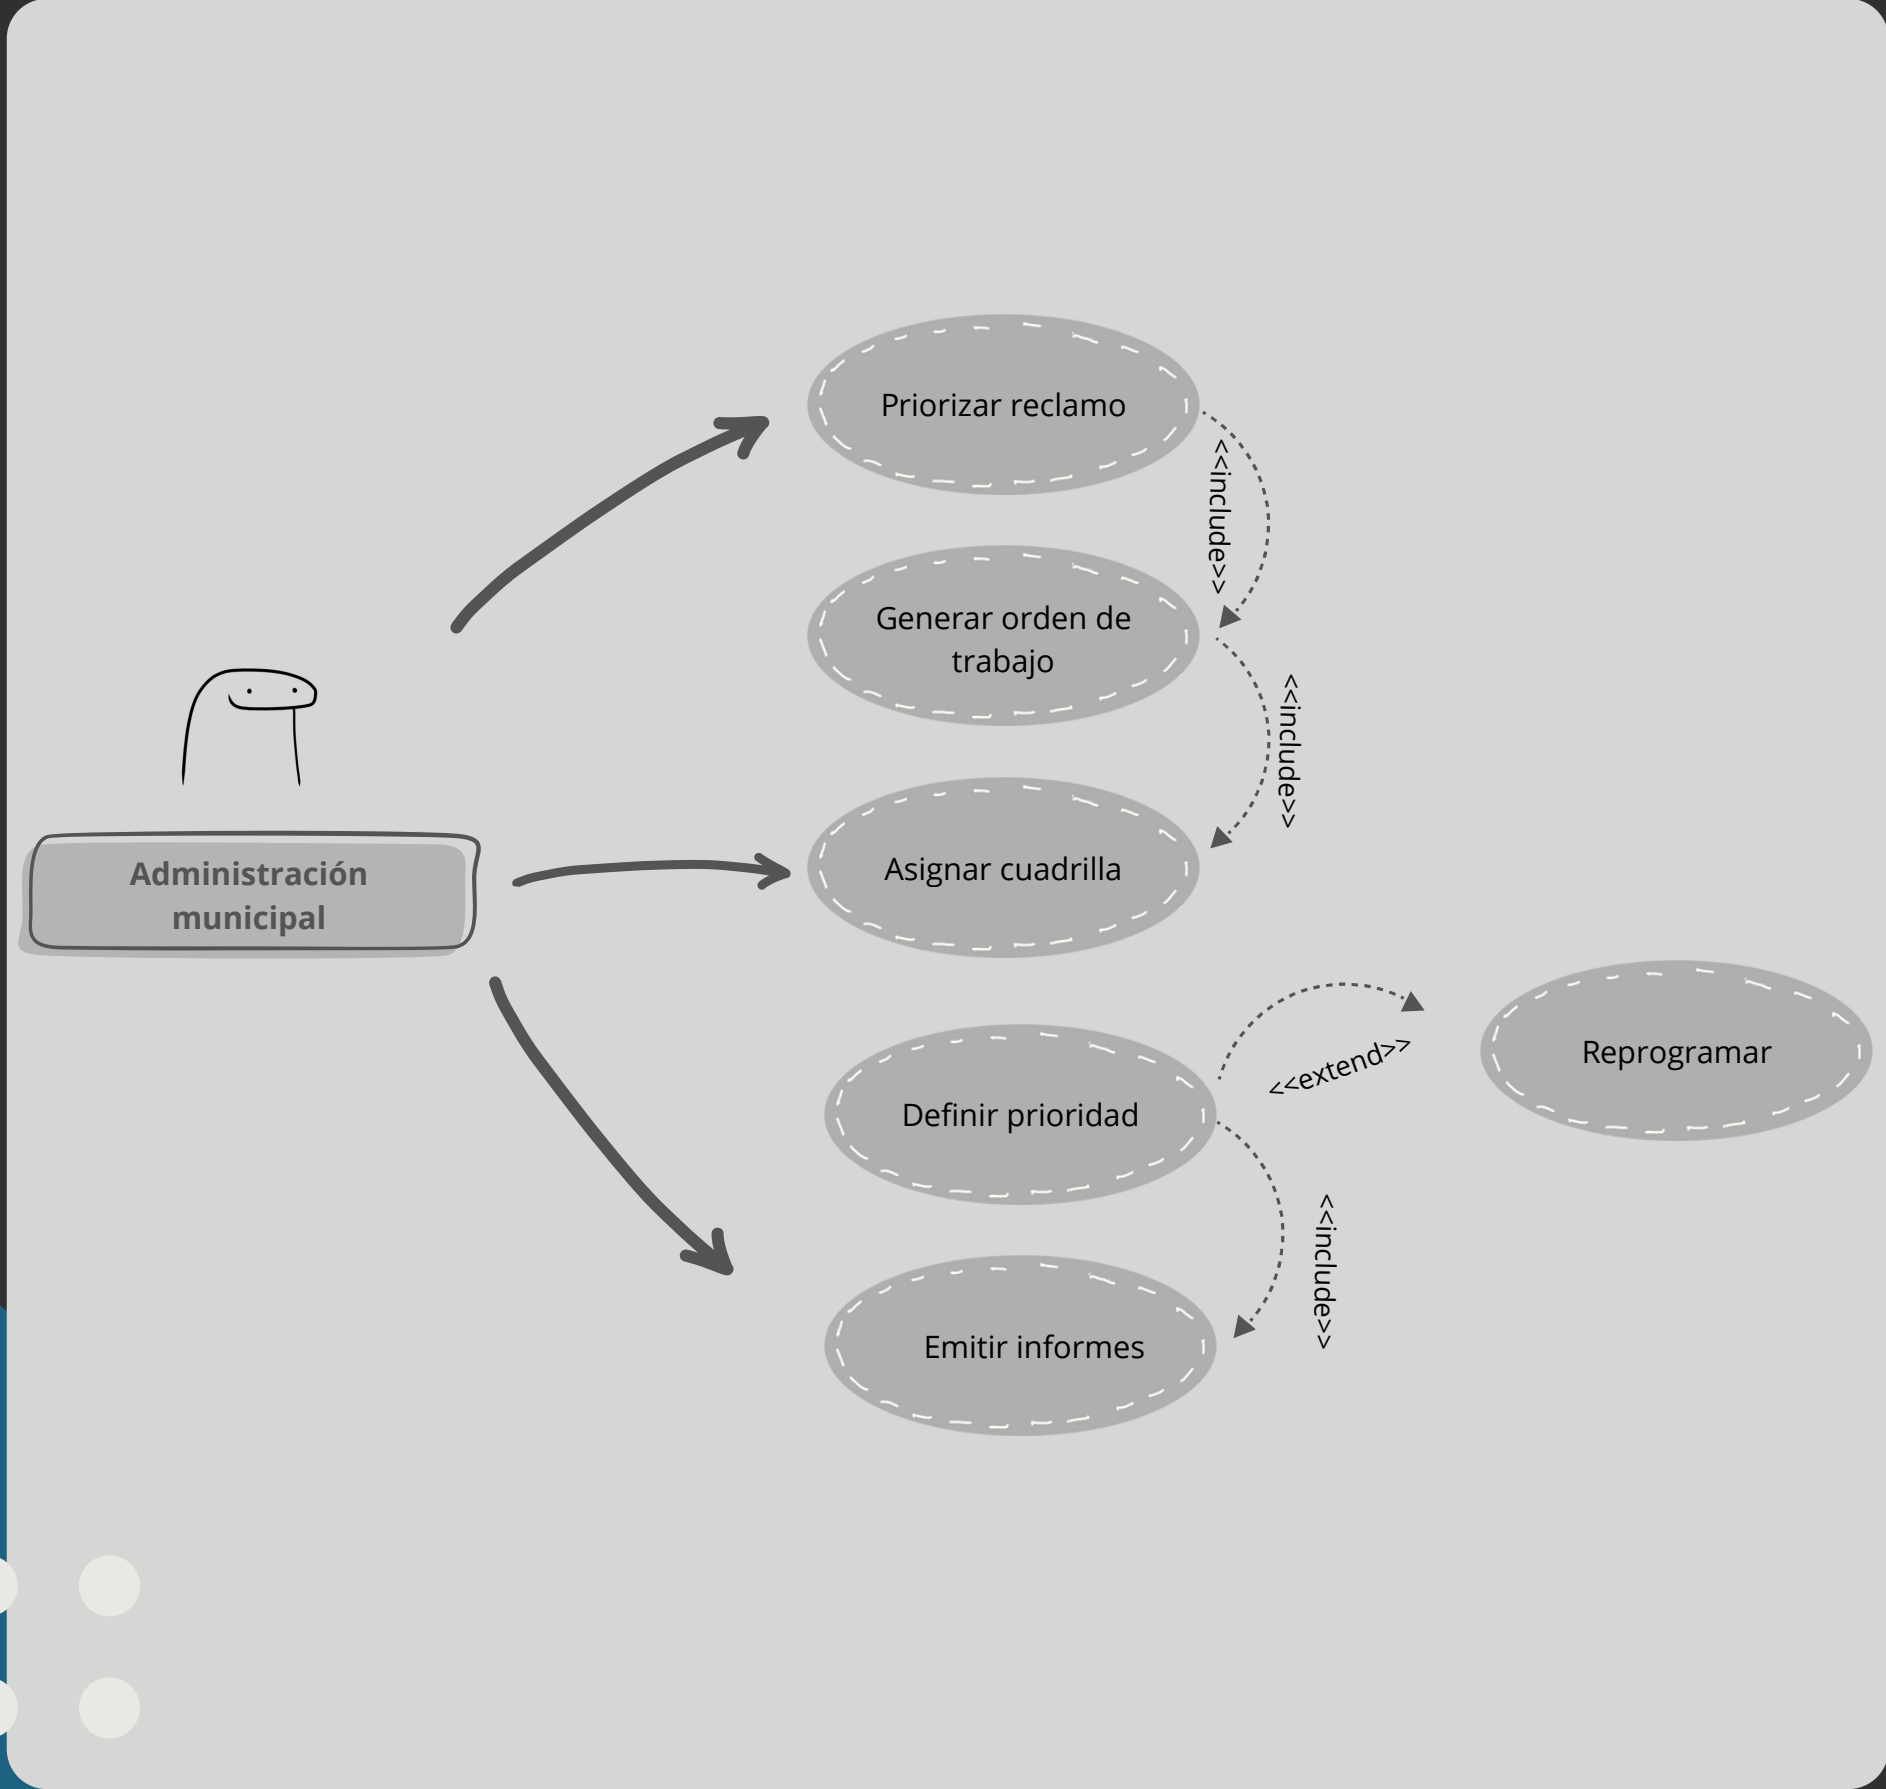 Priorizar reclamo
<<include>>
Generar orden de
trabajo
<<include>>
Administración
municipal
Asignar cuadrilla
Reprogramar
<<extend>>
Definir prioridad
<<include>>
Emitir informes